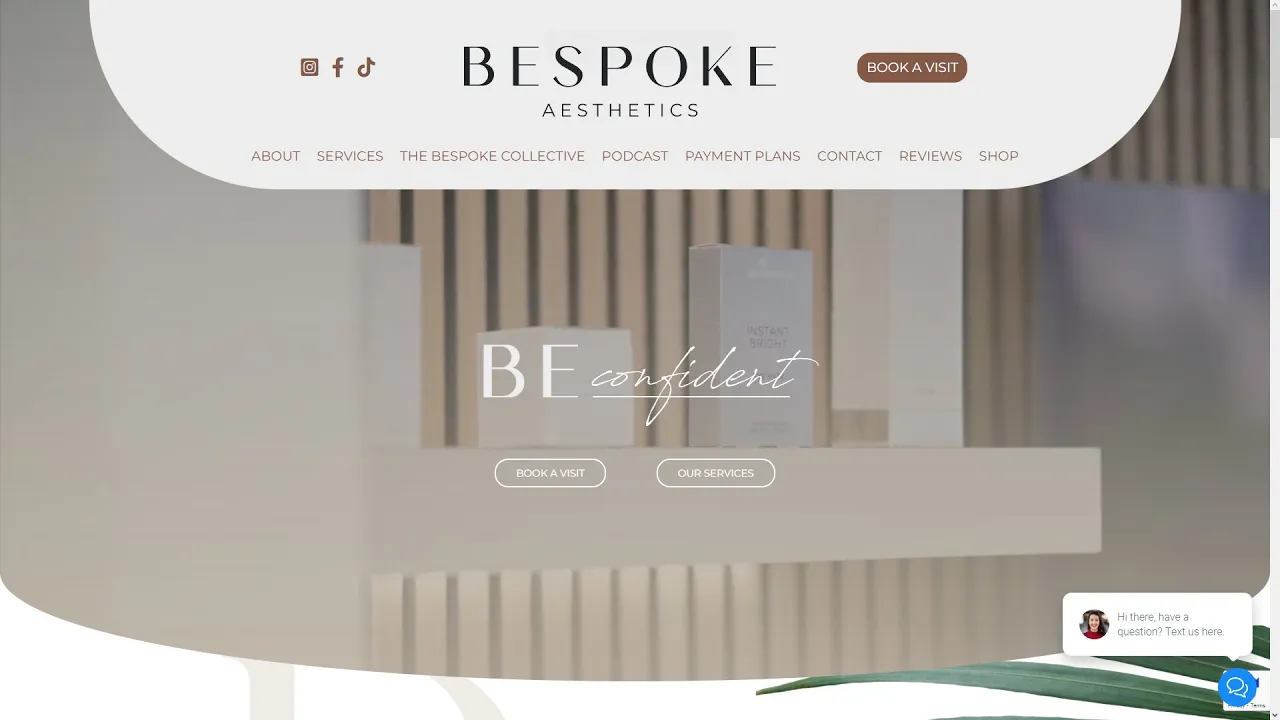 BESPOKE
AESTHETICS
BOOK A VISIT
ABOUT SERVICES THE BESPOKE COLLECTIVE PODCAST PAYMENT PLANS CONTACT REVIEWS SHOP
INSTANT
BRIGHT
BE confident
BOOK A VISIT OUR SERVICES
Hi there, have a
question? Text us here.
Terms